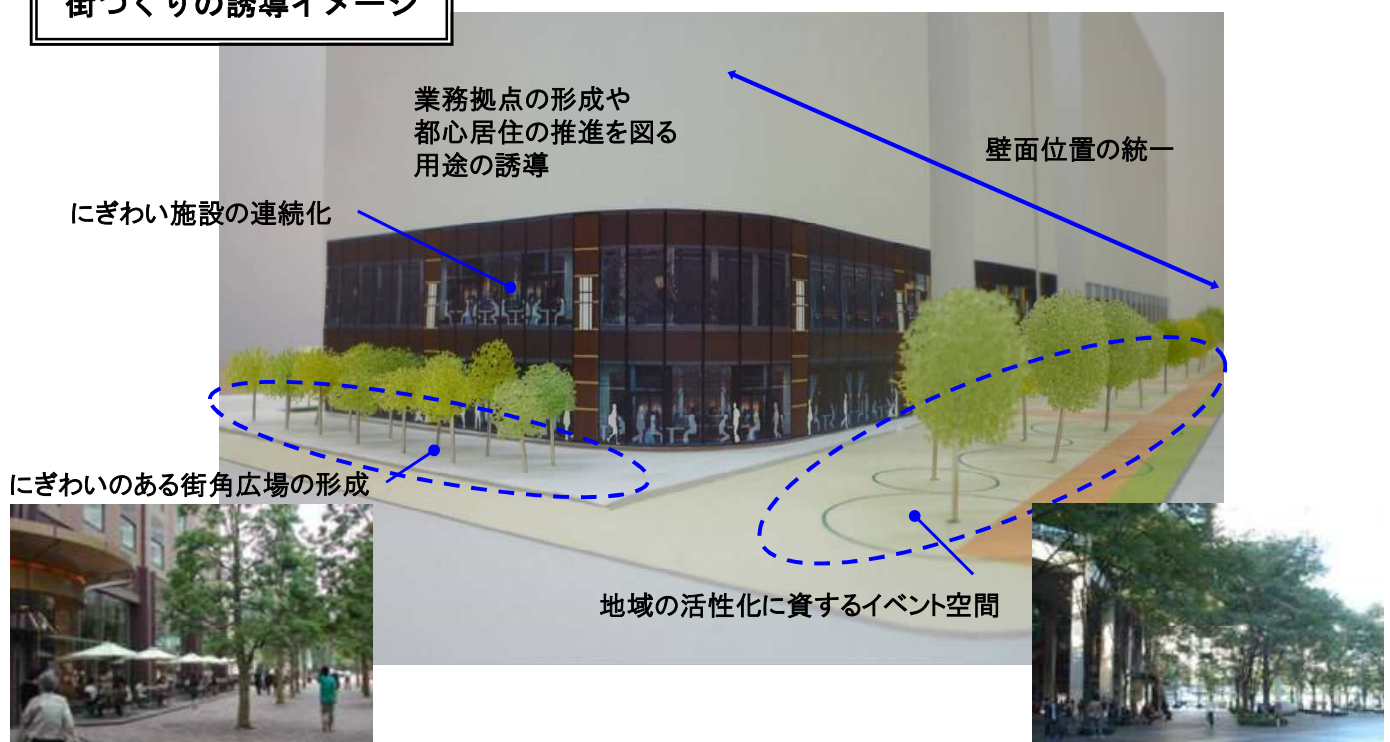 街づくりの誘導イメージ
業務拠点の形成や
都心居住の推進を図る
用途の誘導
壁面位置の統一
にぎわい施設の連続化
にぎわいのある街角広場の形成
地域の活性化に資するイベント空間